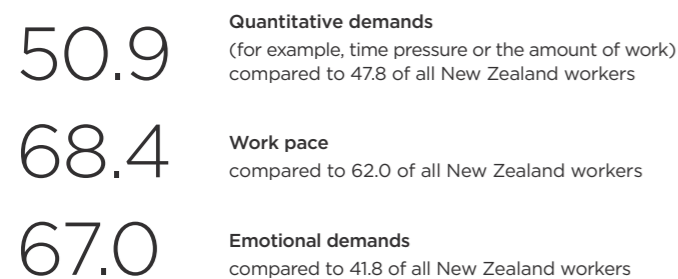 50.9
Quantitative demands
(for example, time pressure or the amount of work)
compared to 47.8 of all New Zealand workers
68.4
Work pace
compared to 62.0 of all New Zealand workers
67.0
Emotional demands
compared to 41.8 of all New Zealand workers